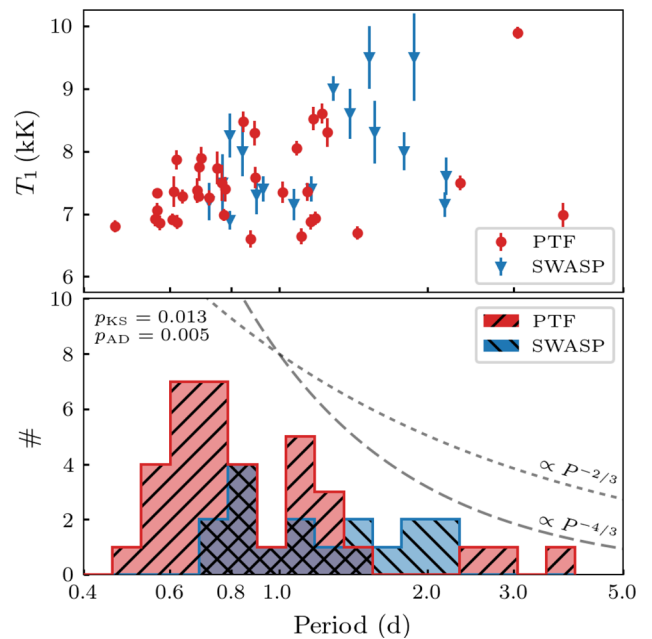 10
9
8
7
6
T₁ (kK)
PTF
SWASP
10
8
6
4
2
0
#
p_KS = 0.013
p_AD = 0.005
PTF
SWASP
∝ P^−2/3
∝ P^−4/3
0.4 0.6 0.8 1.0 2.0 3.0 5.0
Period (d)